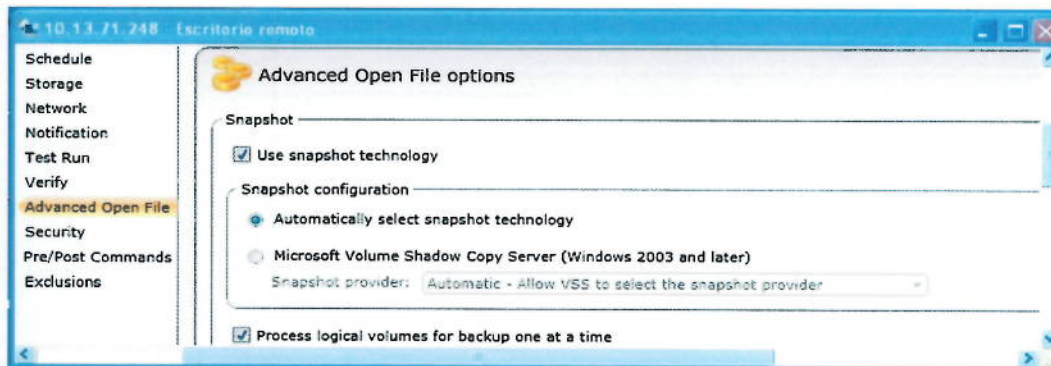 10.13.71.248 Escritorio remoto
Schedule
Storage
Network
Notification
Test Run
Verify
Advanced Open File
Security
Pre/Post Commands
Exclusions
Advanced Open File options
Snapshot
Use snapshot technology
Snapshot configuration
Automatically select snapshot technology
Microsoft Volume Shadow Copy Server (Windows 2003 and later)
Snapshot provider: Automatic - Allow VSS to select the snapshot provider
Process logical volumes for backup one at a time